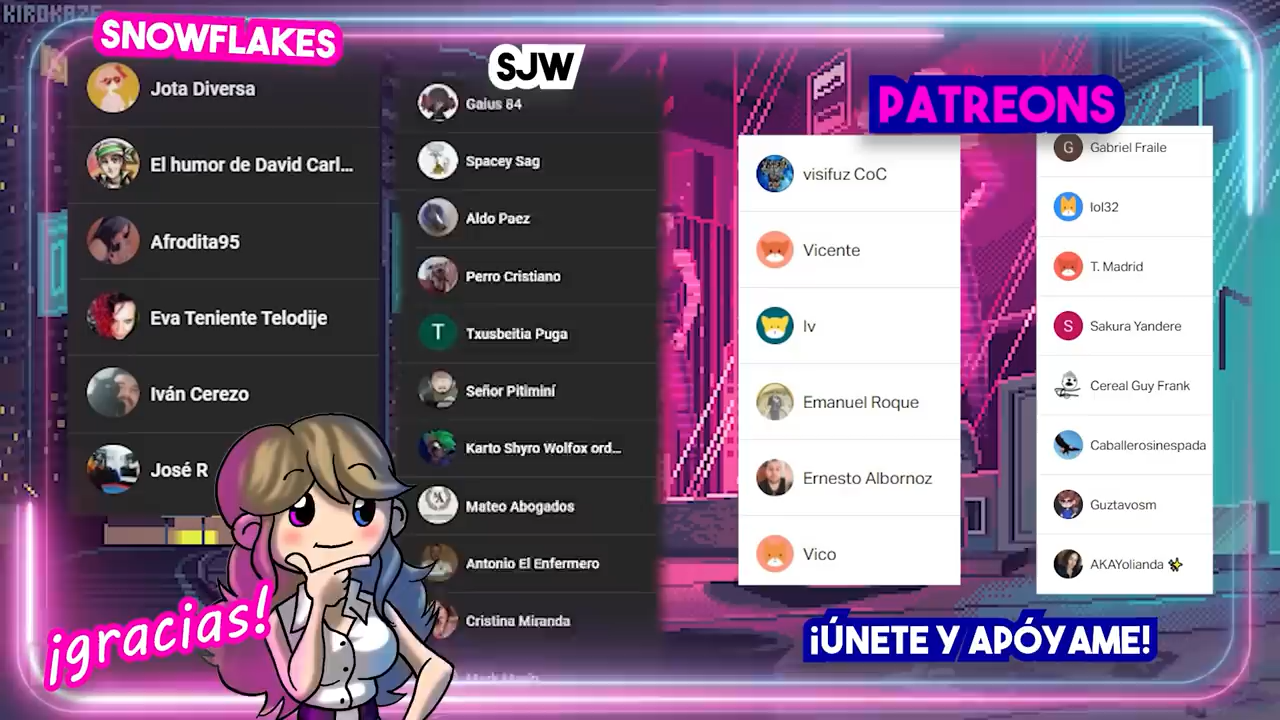 KIROKAZE
SNOWFLAKES
Jota Diversa
El humor de David Carl...
Afrodita95
Eva Teniente Telodije
Iván Cerezo
José R
SJW
Gaius 84
Spacey Sag
Aldo Paez
Perro Cristiano
T
Txusbeitia Puga
Señor Pitiminí
Karto Shyro Wolfox ord...
Mateo Abogados
Antonio El Enfermero
Cristina Miranda
PATREONS
visifuz CoC
Vicente
lv
Emanuel Roque
Ernesto Albornoz
Vico
G
Gabriel Fraile
lol32
T. Madrid
S
Sakura Yandere
Cereal Guy Frank
Caballerosinespada
Guztavosm
AKAYolianda ✨
¡gracias!
¡ÚNETE Y APÓYAME!